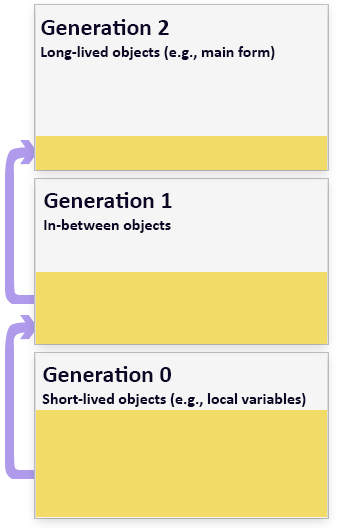 Generation 2
Long-lived objects (e.g., main form)
Generation 1
In-between objects
Generation 0
Short-lived objects (e.g., local variables)